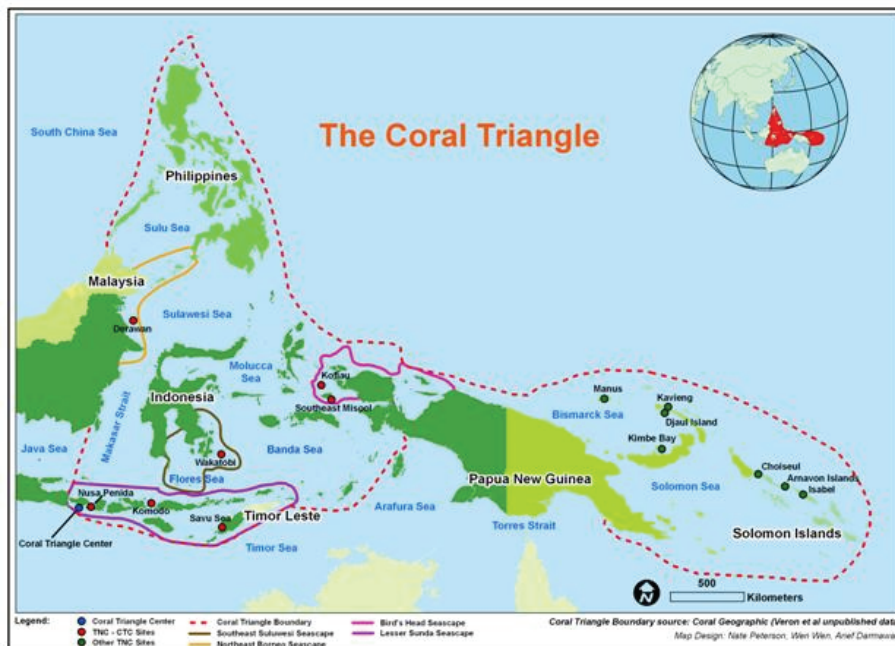 The Coral Triangle
South China Sea
Philippines
Sulu Sea
Malaysia
Sulawesi Sea
Derawan
Molucca
Sea
Kofiau
Southeast Misool
Indonesia
Makasar Strait
Java Sea
Banda Sea
Wakatobi
Flores Sea
Nusa Penida
Komodo
Savu Sea
Timor Leste
Coral Triangle Center
Timor Sea
Arafura Sea
Manus
Kavieng
Bismarck Sea
Djaul Island
Kimbe Bay
Papua New Guinea
Choiseul
Arnavon Islands
Isabel
Solomon Sea
Torres Strait
Solomon Islands
N
500
Kilometers
Legend:
Coral Triangle Center
TNC - CTC Sites
Other TNC Sites
Coral Triangle Boundary
Southeast Suluwesi Seascape
Northeast Borneo Seascape
Bird's Head Seascape
Lesser Sunda Seascape
Coral Triangle Boundary source: Coral Geographic (Veron et al unpublished data
Map Design: Nate Peterson, Wen Wen, Arief Darmawa